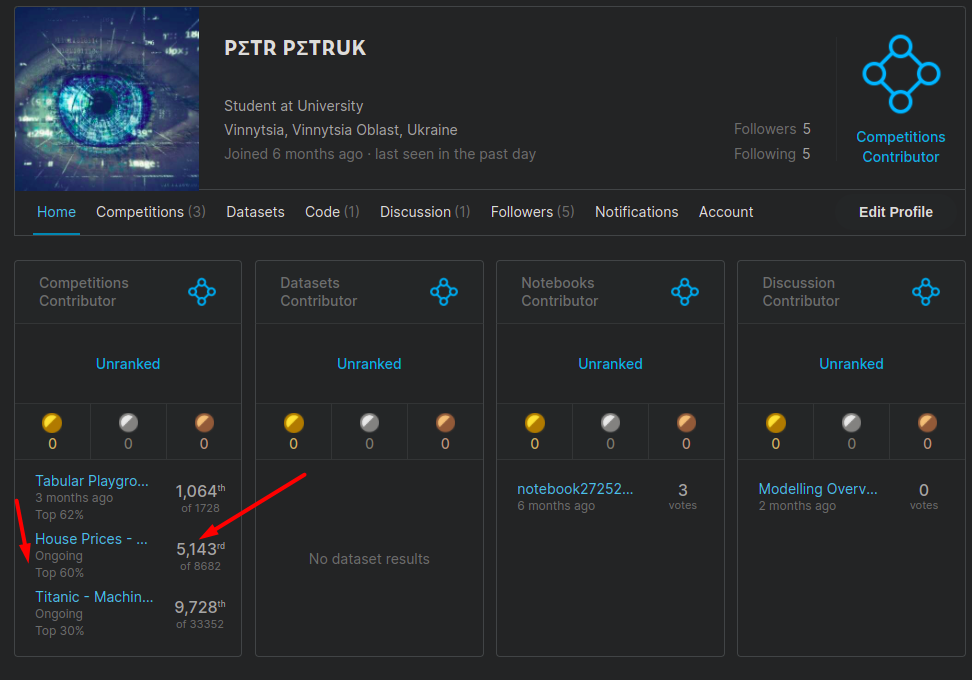 PΣTR PΣTRUK
Student at University
Vinnytsia, Vinnytsia Oblast, Ukraine
Joined 6 months ago · last seen in the past day
Followers 5
Following 5
Competitions
Contributor
Home Competitions (3) Datasets Code (1) Discussion (1) Followers (5) Notifications Account Edit Profile
Competitions
Contributor
Unranked
0 0 0
Tabular Playgro...
3 months ago
Top 62%
1,064th
of 1728
House Prices - ...
Ongoing
Top 60%
5,143rd
of 8682
Titanic - Machin...
Ongoing
Top 30%
9,728th
of 33352
Datasets
Contributor
Unranked
0 0 0
No dataset results
Notebooks
Contributor
Unranked
0 0 0
notebook27252...
6 months ago
3
votes
Discussion
Contributor
Unranked
0 0 0
Modelling Overv...
2 months ago
0
votes